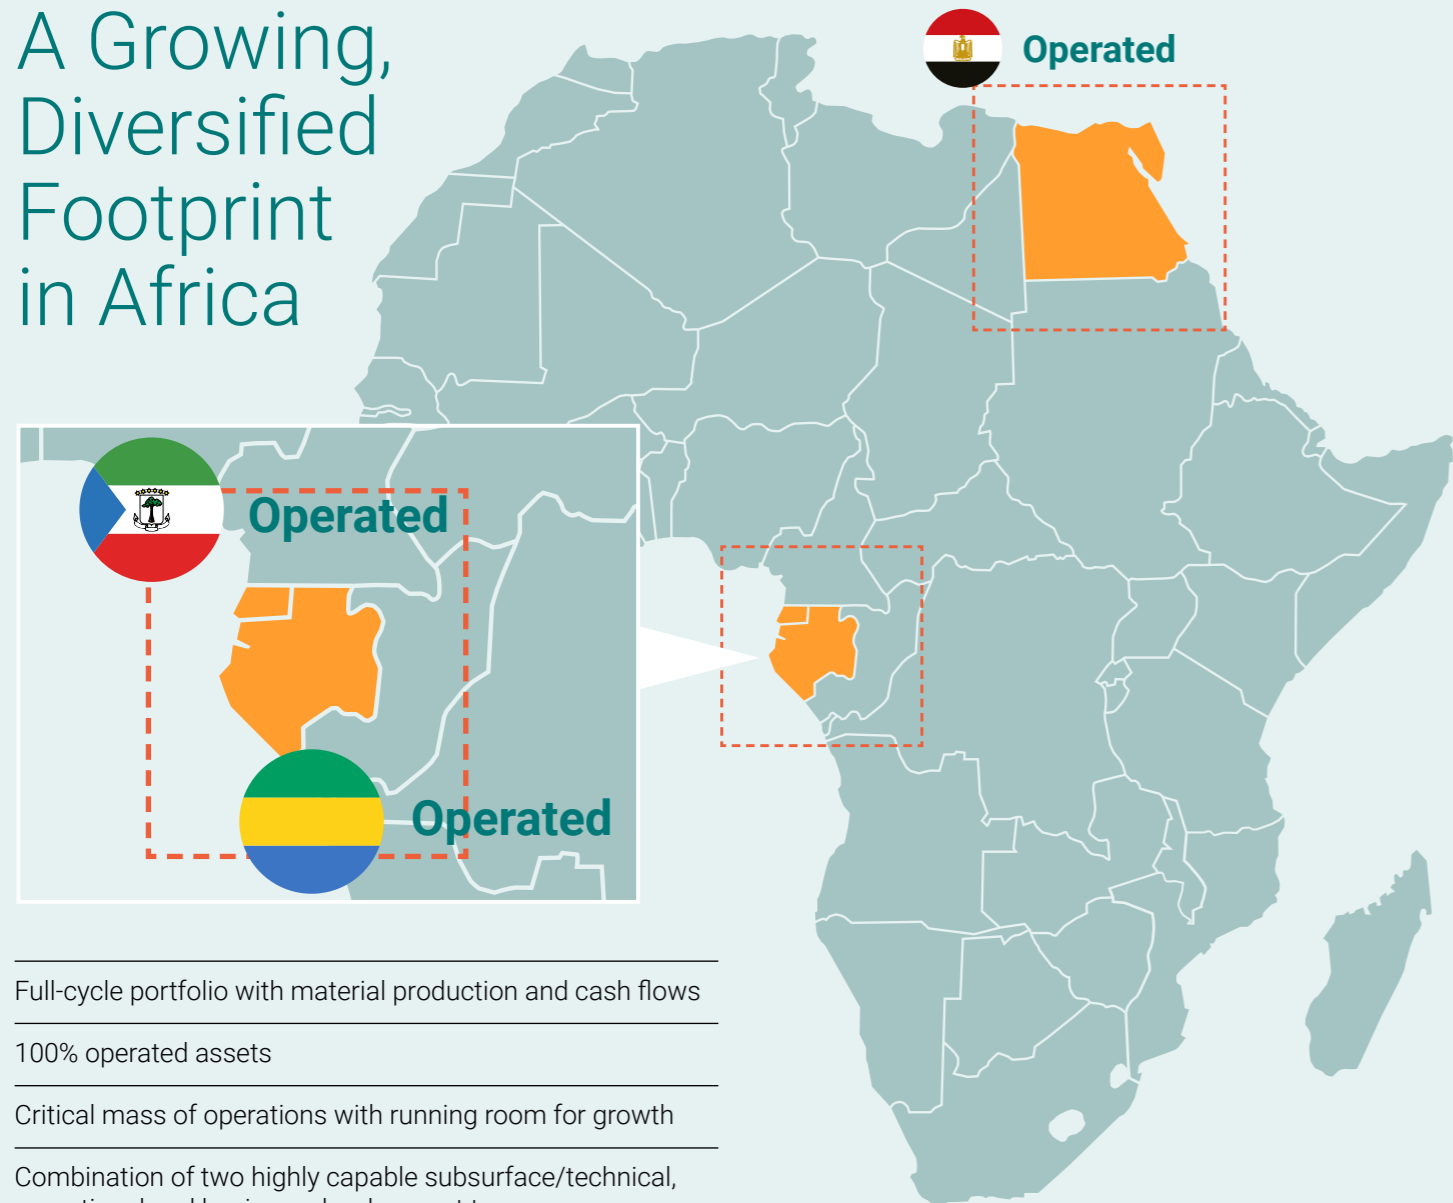 A Growing,
Diversified
Footprint
in Africa
Operated
Operated
Operated
Full-cycle portfolio with material production and cash flows
100% operated assets
Critical mass of operations with running room for growth
Combination of two highly capable subsurface/technical,